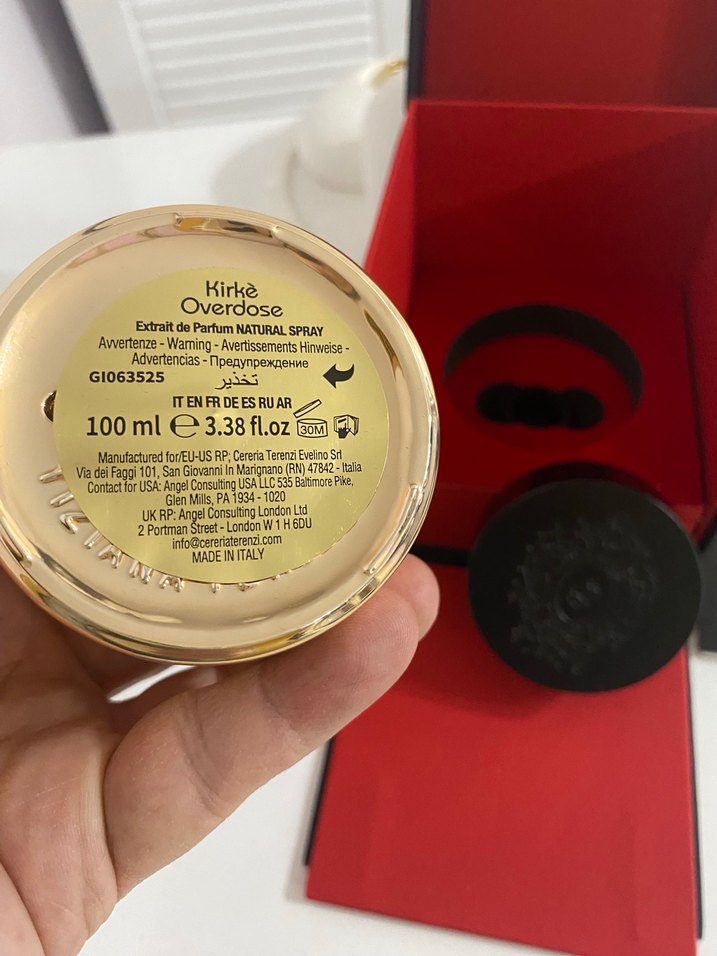 Kirkè
Overdose
Extrait de Parfum NATURAL SPRAY
Avvertenze - Warning - Avertissements Hinweise -
Advertencias - Предупреждение
GI063525 تحذير
IT EN FR DE ES RU AR
100 ml ℮ 3.38 fl.oz 30M
Manufactured for/EU-US RP; Cereria Terenzi Evelino Srl
Via dei Faggi 101, San Giovanni In Marignano (RN) 47842 - Italia
Contact for USA: Angel Consulting USA LLC 535 Baltimore Pike,
Glen Mills, PA 1934 - 1020
UK RP: Angel Consulting London Ltd
2 Portman Street - London W 1 H 6DU
info@cereriaterenzi.com
MADE IN ITALY
TIZIANA